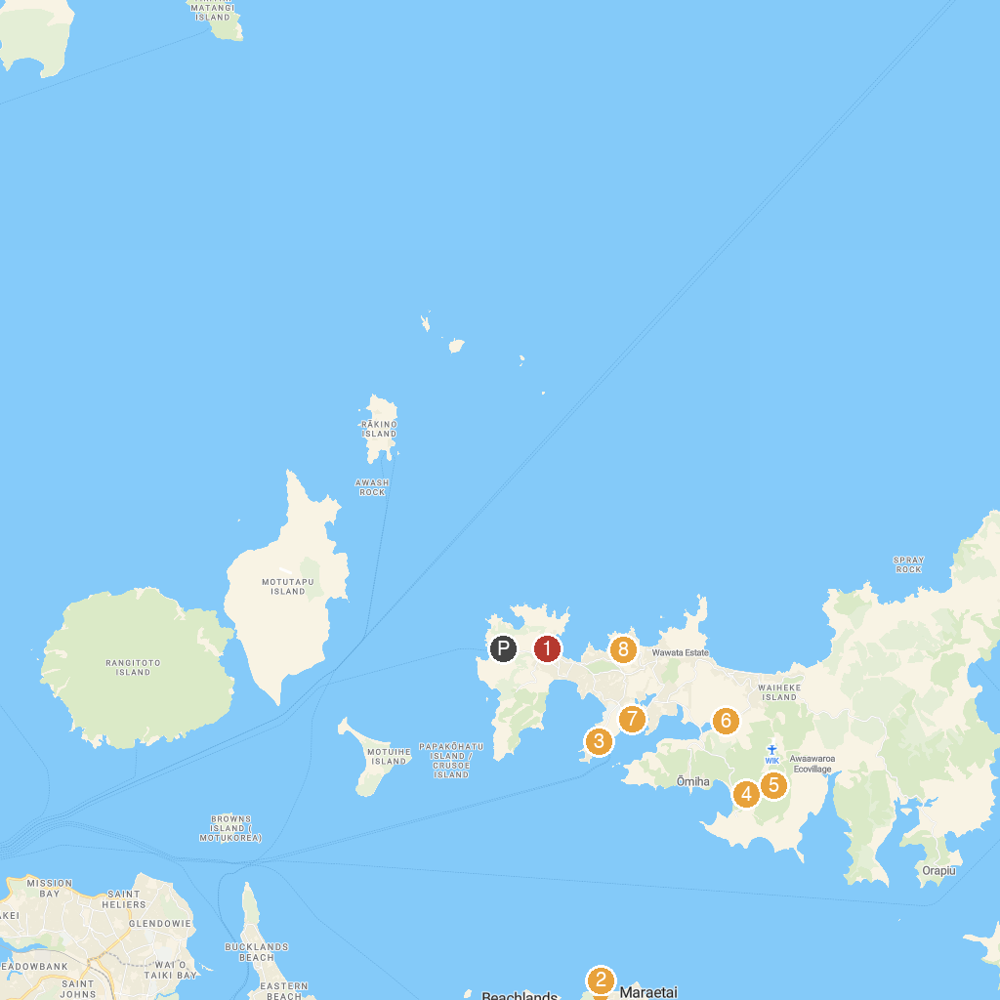 MATANGI
ISLAND
RĀKINO
ISLAND
AWASH
ROCK
SPRAY
ROCK
MOTUTAPU
ISLAND
P
1
8
Wawata Estate
RANGITOTO
ISLAND
WAIHEKE
ISLAND
7
6
3
PAPAKŌHATU
ISLAND /
CRUSOE
ISLAND
MOTUIHE
ISLAND
WIK
Awaawaroa
Ecovillage
Ōmiha
5
4
BROWNS
ISLAND (
MOTUKOREA)
Orapiu
MISSION
BAY
SAINT
HELIERS
GLENDOWIE
BUCKLANDS
BEACH
WAI O
TAIKI BAY
SAINT
JOHNS
EASTERN
BEACH
2
Beachlands
Maraetai